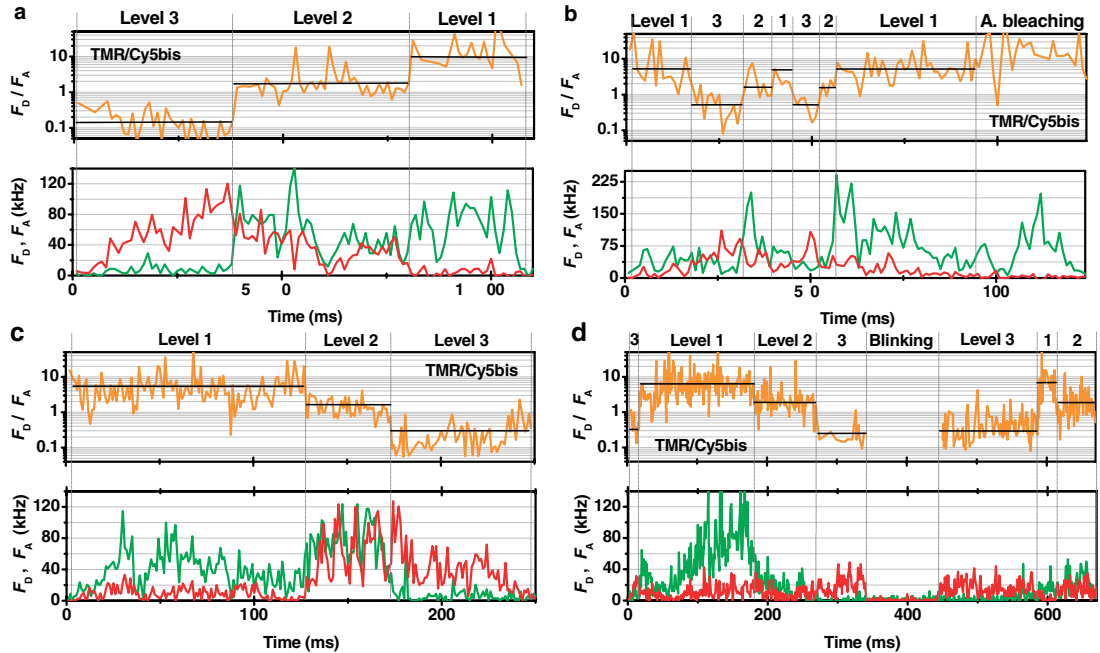 a
Level 3 Level 2 Level 1
TMR/Cy5bis
F_D / F_A
10
1
0.1
F_D , F_A (kHz)
120
80
40
0
0 5 0 1 00
Time (ms)
b
Level 1 3 2 1 3 2 Level 1 A. bleaching
F_D / F_A
10
1
0.1
TMR/Cy5bis
F_D , F_A (kHz)
225
150
75
0
0 5 0 100
Time (ms)
c
Level 1 Level 2 Level 3
TMR/Cy5bis
F_D / F_A
10
1
0.1
F_D , F_A (kHz)
120
80
40
0
0 100 200
Time (ms)
d
3 Level 1 Level 2 3 Blinking Level 3 1 2
F_D / F_A
10
1
0.1
TMR/Cy5bis
F_D , F_A (kHz)
120
80
40
0
0 200 400 600
Time (ms)